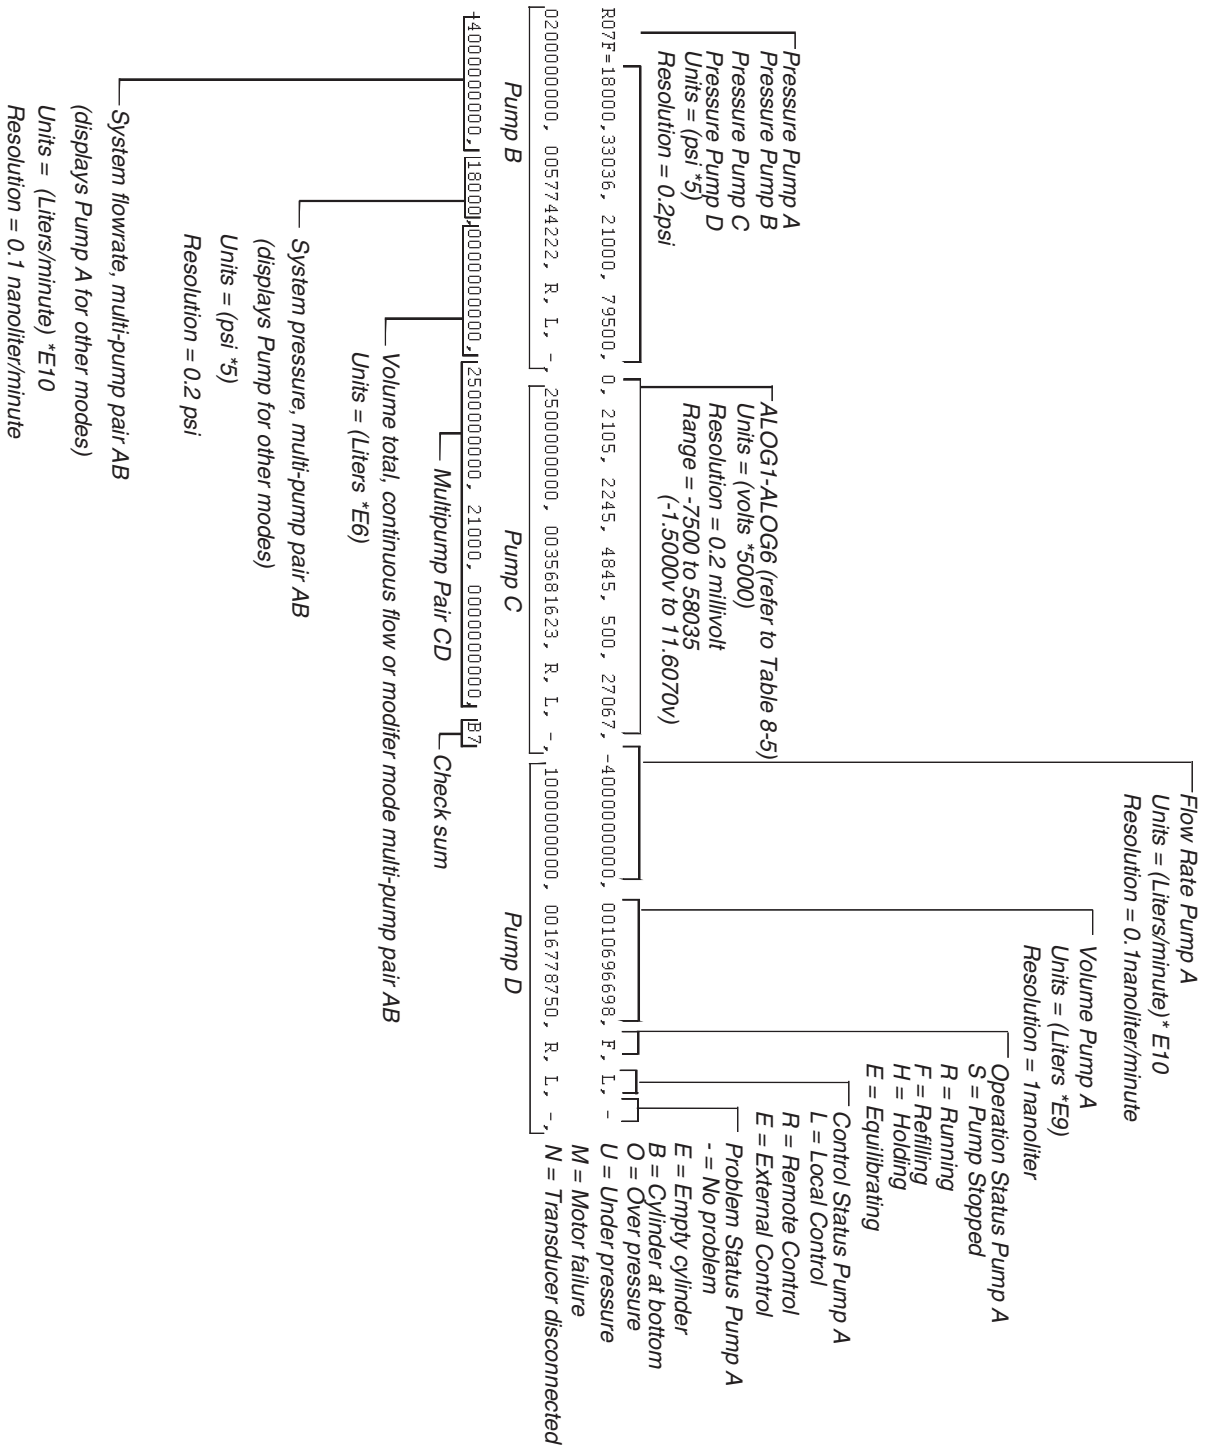 Pressure Pump A
Pressure Pump B
Pressure Pump C
Pressure Pump D
Units = (psi *5)
Resolution = 0.2psi
ALOG1-ALOG6 (refer to Table 8-5)
Units = (volts *5000)
Resolution = 0.2 millivolt
Range = -7500 to 58035
(-1.5000v to 11.6070v)
Flow Rate Pump A
Units = (Liters/minute)* E10
Resolution = 0.1nanoliter/minute
Volume Pump A
Units = (Liters *E9)
Resolution = 1nanoliter
Operation Status Pump A
S = Pump Stopped
R = Running
F = Refilling
H = Holding
E = Equilibrating
Control Status Pump A
L = Local Control
R = Remote Control
E = External Control
Problem Status Pump A
- = No problem
E = Empty cylinder
B = Cylinder at bottom
O = Over pressure
U = Under pressure
M = Motor failure
N = Transducer disconnected
R07F=18000,33036, 21000, 79500, 0, 2105, 2245, 4845, 500, 27067, -4000000000, 0010696698, F, L, -
0200000000, 0057744222, R, L, -, 2500000000, 0035681623, R, L, -, 1000000000, 0016778750, R, L, -,
Pump B
Pump C
Pump D
-4000000000, 18000, 0000000000, 2500000000, 21000, 0000000000, B7
Multipump Pair CD
Check sum
Volume total, continuous flow or modifer mode multi-pump pair AB
Units = (Liters *E6)
System pressure, multi-pump pair AB
(displays Pump for other modes)
Units = (psi *5)
Resolution = 0.2 psi
System flowrate, multi-pump pair AB
(displays Pump A for other modes)
Units = (Liters/minute) *E10
Resolution = 0.1 nanoliter/minute